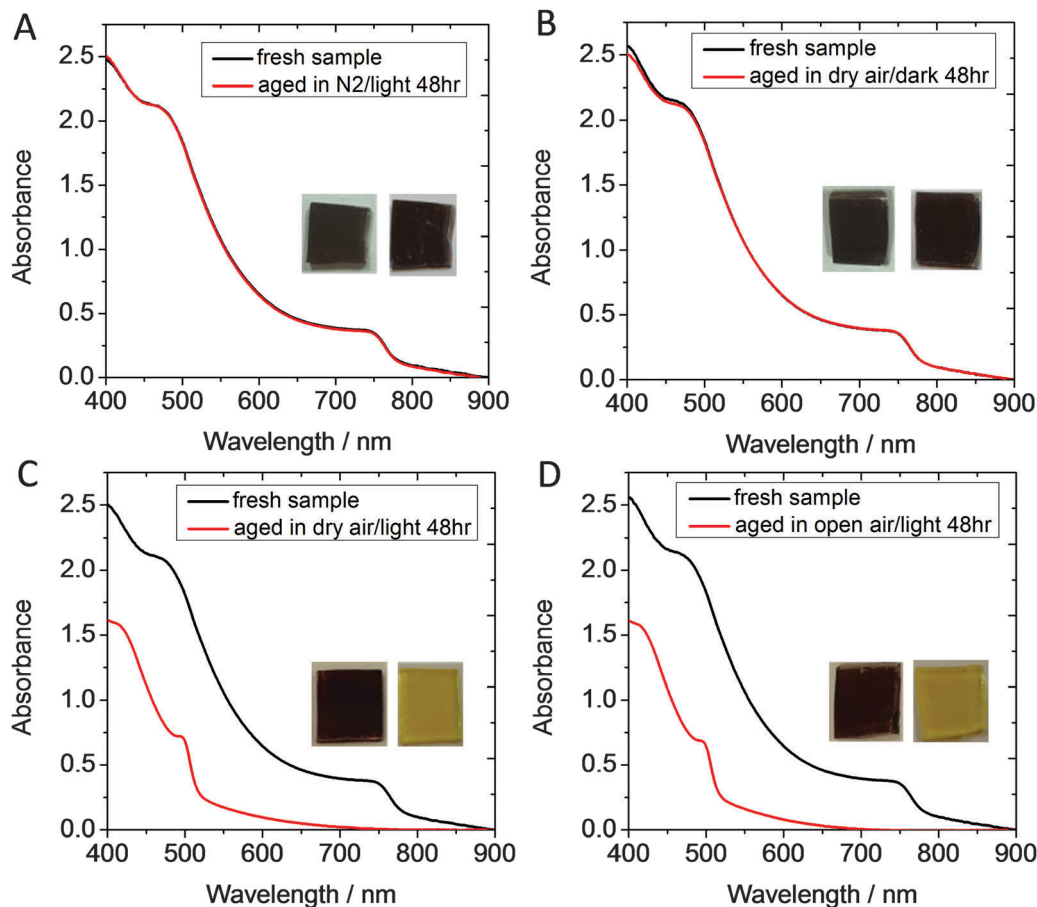 A
fresh sample
aged in N2/light 48hr
2.5
2.0
1.5
1.0
0.5
0.0
Absorbance
400 500 600 700 800 900
Wavelength / nm
B
fresh sample
aged in dry air/dark 48hr
2.5
2.0
1.5
1.0
0.5
0.0
Absorbance
400 500 600 700 800 900
Wavelength / nm
C
fresh sample
aged in dry air/light 48hr
2.5
2.0
1.5
1.0
0.5
0.0
Absorbance
400 500 600 700 800 900
Wavelength / nm
D
fresh sample
aged in open air/light 48hr
2.5
2.0
1.5
1.0
0.5
0.0
Absorbance
400 500 600 700 800 900
Wavelength / nm